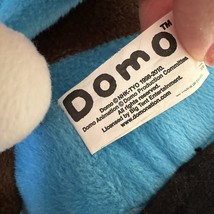 Domo™
Domo © NHK-TYO 1998-2010.
Domo Animation © Domo Production Committee.
All rights reserved.
Licensed by Big Tent Entertainment.
www.domonation.com